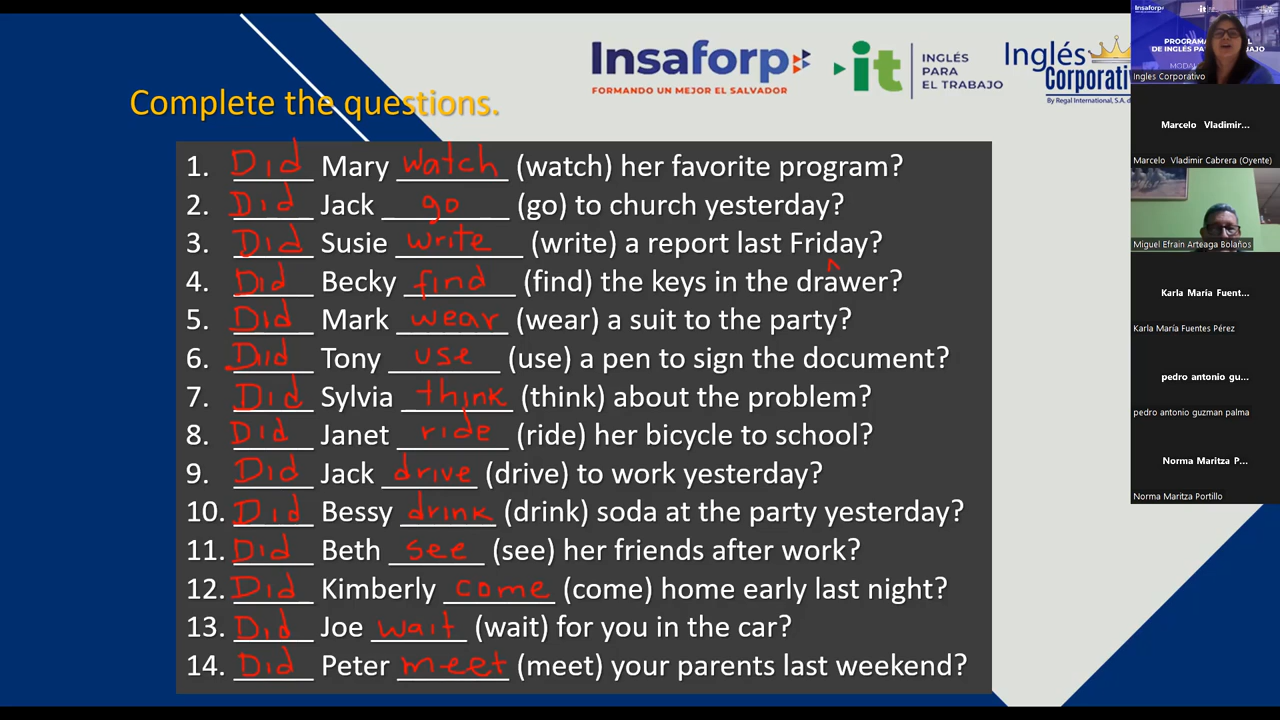 Insaforp
FORMANDO UN MEJOR EL SALVADOR
it
INGLÉS
PARA
EL TRABAJO
Inglés
Corporativ
By Regal International, S.A. d
Complete the questions.
1. Did Mary watch (watch) her favorite program?
2. Did Jack go (go) to church yesterday?
3. Did Susie write (write) a report last Friday?
4. Did Becky find (find) the keys in the drawer?
5. Did Mark wear (wear) a suit to the party?
6. Did Tony use (use) a pen to sign the document?
7. Did Sylvia think (think) about the problem?
8. Did Janet ride (ride) her bicycle to school?
9. Did Jack drive (drive) to work yesterday?
10. Did Bessy drink (drink) soda at the party yesterday?
11. Did Beth see (see) her friends after work?
12. Did Kimberly come (come) home early last night?
13. Did Joe wait (wait) for you in the car?
14. Did Peter meet (meet) your parents last weekend?
Insaforp
it
Ingles Corporativo
Marcelo Vladimir...
Marcelo Vladimir Cabrera (Oyente)
Miguel Efrain Arteaga Bolaños
Karla María Fuent...
Karla María Fuentes Pérez
pedro antonio gu...
pedro antonio guzman palma
Norma Maritza P...
Norma Maritza Portillo